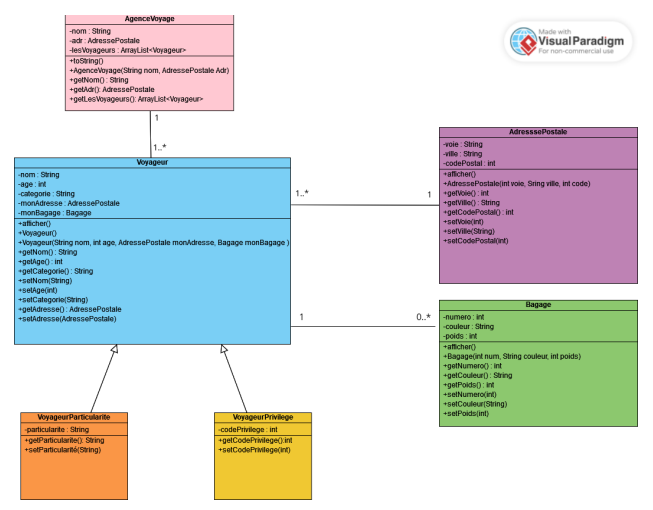 AgenceVoyage
-nom : String
-adr : AdressePostale
-lesVoyageurs : ArrayList<Voyageur>
+toString()
+AgenceVoyage(String nom, AdressePostale Adr)
+getNom() : String
+getAdr(): AdressePostale
+getLesVoyageurs(): ArrayList<Voyageur>
Made with
Visual Paradigm
For non-commercial use
1
1..*
Voyageur
-nom : String
-age : int
-categorie : String
-monAdresse : AdressePostale
-monBagage : Bagage
+afficher()
+Voyageur()
+Voyageur(String nom, int age, AdressePostale monAdresse, Bagage monBagage )
+getNom() : String
+getAge() : int
+getCategorie() : String
+setNom(String)
+setAge(int)
+setCategorie(String)
+getAdresse() : AdressePostale
+setAdresse(AdressePostale)
1..*
1
AdresssePostale
-voie : String
-ville : String
-codePostal : int
+afficher()
+AdressePostale(int voie, Sring ville, int code)
+getVoie() : int
+getVille() : String
+getCodePostal() : int
+setVoie(int)
+setVille(String)
+setCodePostal(int)
1
0..*
Bagage
-numero : int
-couleur : String
-poids : int
+afficher()
+Bagage(int num, String couleur, int poids)
+getNumero() : int
+getCouleur() : String
+getPoids() : int
+setNumero(int)
+setCouleur(String)
+setPoids(int)
VoyageurParticularite
-particularite : String
+getParticularite(): String
+setParticularité(String)
VoyageurPrivilege
-codePrivilege : int
+getCodePrivilege():int
+setCodePrivilege(int)